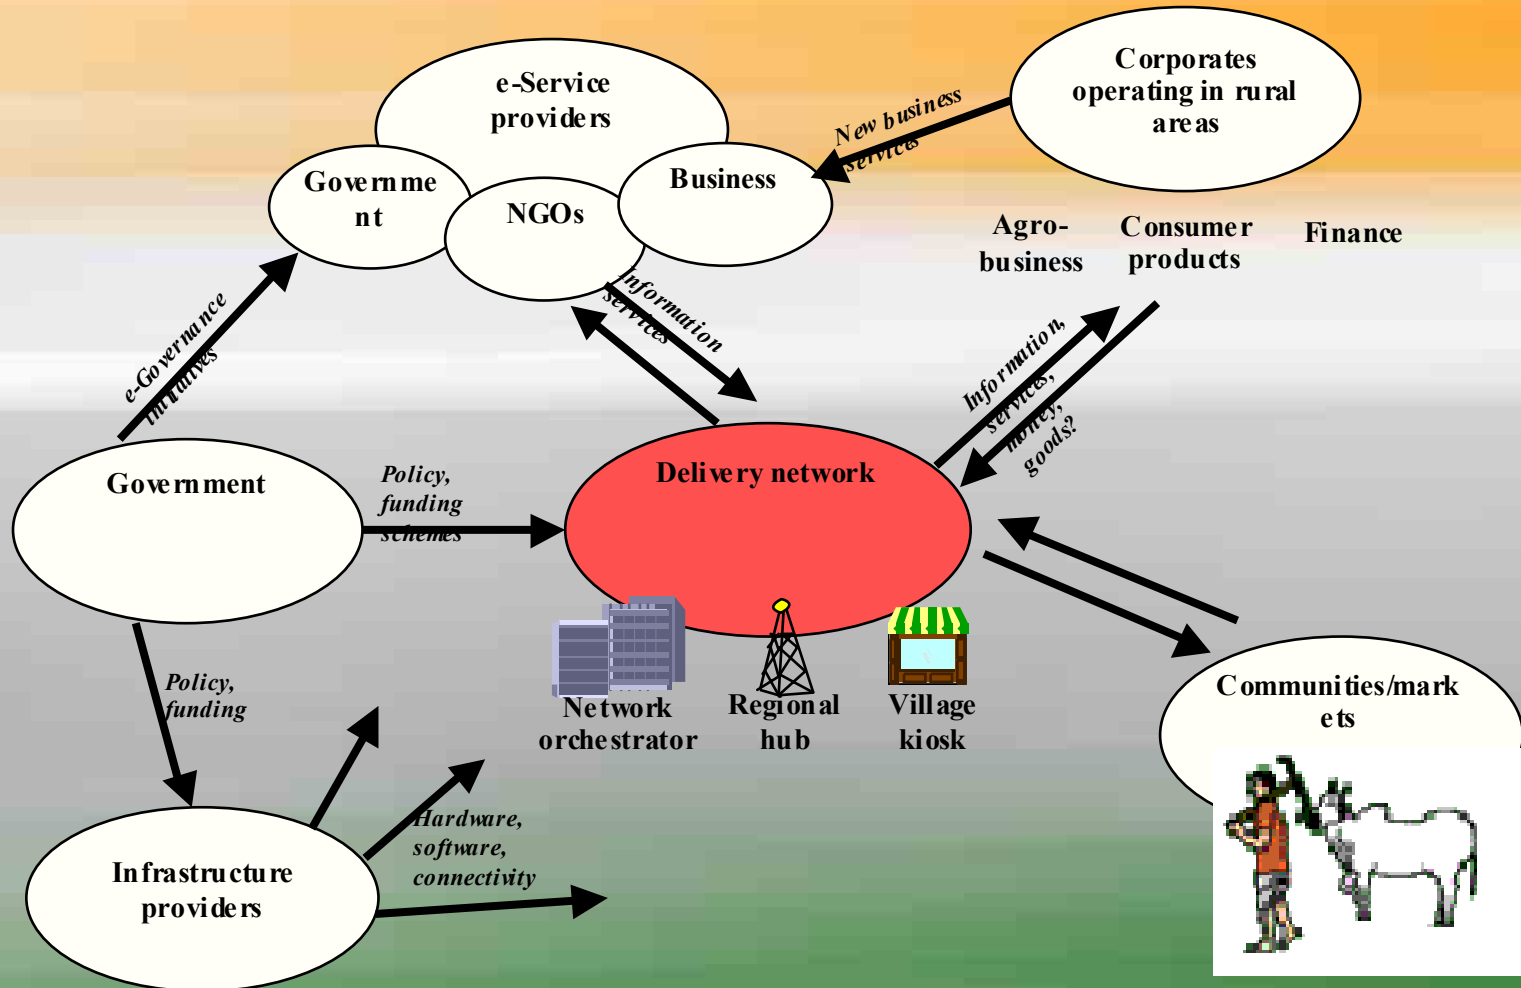 e-Service
providers
Governme
nt
NGOs
Business
Corporates
operating in rural
areas
New business
services
Agro-
business
Consumer
products
Finance
e-Governance
initiatives
Information
services
Information,
services,
money,
goods?
Government
Policy,
funding
schemes
Delivery network
Network
orchestrator
Regional
hub
Village
kiosk
Communities/mark
ets
Policy,
funding
Infrastructure
providers
Hardware,
software,
connectivity